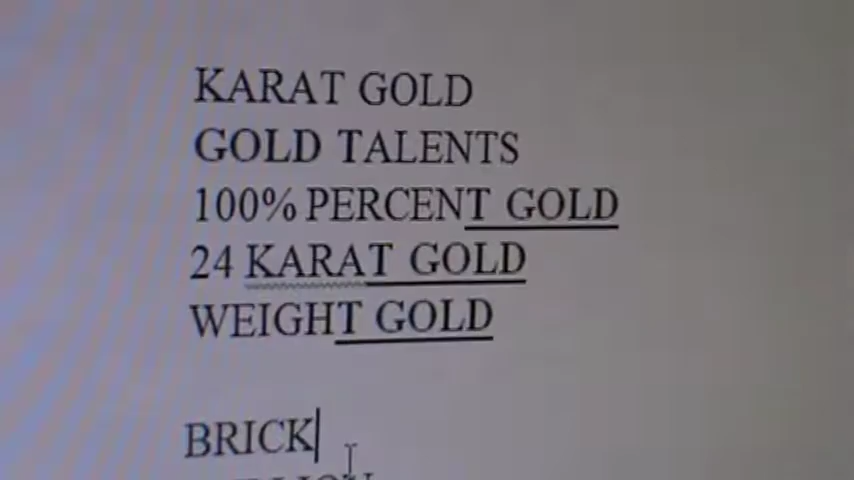 KARAT GOLD
GOLD TALENTS
100% PERCENT GOLD
24 KARAT GOLD
WEIGHT GOLD
BRICK